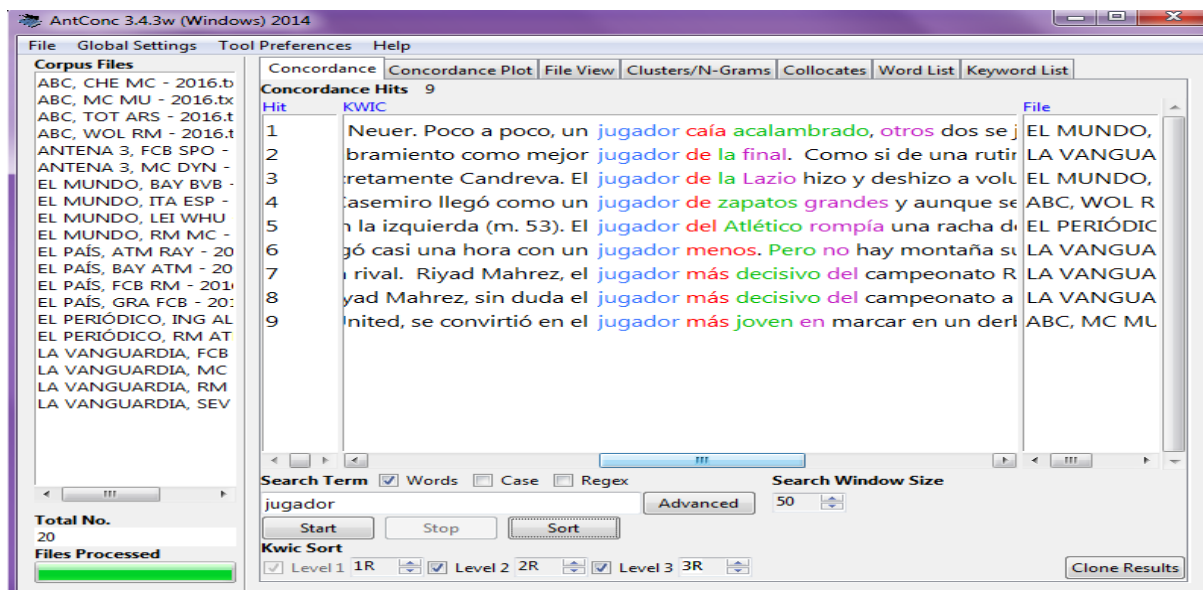 AntConc 3.4.3w (Windows) 2014
File Global Settings Tool Preferences Help
Corpus Files
ABC, CHE MC - 2016.t
ABC, MC MU - 2016.tx
ABC, TOT ARS - 2016.t
ABC, WOL RM - 2016.t
ANTENA 3, FCB SPO -
ANTENA 3, MC DYN -
EL MUNDO, BAY BVB -
EL MUNDO, ITA ESP -
EL MUNDO, LEI WHU
EL MUNDO, RM MC -
EL PAÍS, ATM RAY - 20
EL PAÍS, BAY ATM - 20
EL PAÍS, FCB RM - 201
EL PAÍS, GRA FCB - 201
EL PERIÓDICO, ING AL
EL PERIÓDICO, RM AT
LA VANGUARDIA, FCB
LA VANGUARDIA, MC
LA VANGUARDIA, RM
LA VANGUARDIA, SEV
Total No.
20
Files Processed
Concordance Concordance Plot File View Clusters/N-Grams Collocates Word List Keyword List
Concordance Hits 9
Hit KWIC File
1 Neuer. Poco a poco, un jugador caía acalambrado, otros dos se EL MUNDO,
2 bramiento como mejor jugador de la final. Como si de una rutir LA VANGUA
3 retamente Candreva. El jugador de la Lazio hizo y deshizo a volu EL MUNDO,
4 Casemiro llegó como un jugador de zapatos grandes y aunque se ABC, WOL R
5 la izquierda (m. 53). El jugador del Atlético rompía una racha d EL PERIÓDIC
6 gó casi una hora con un jugador menos. Pero no hay montaña su LA VANGUA
7 rival. Riyad Mahrez, el jugador más decisivo del campeonato R LA VANGUA
8 yad Mahrez, sin duda el jugador más decisivo del campeonato a LA VANGUA
9 United, se convirtió en el jugador más joven en marcar en un der ABC, MC MU
Search Term Words Case Regex Search Window Size
jugador Advanced 50
Start Stop Sort
Kwic Sort
Level 1 1R Level 2 2R Level 3 3R Clone Results